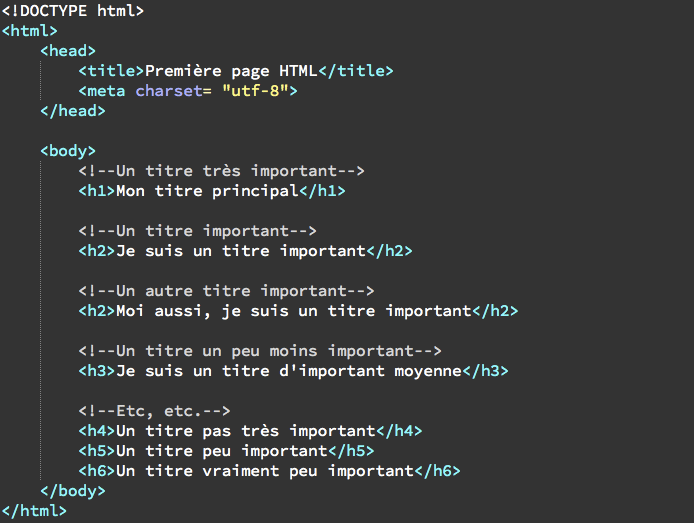 <!DOCTYPE html>
<html>
<head>
<title>Première page HTML</title>
<meta charset= "utf-8">
</head>
<body>
<!--Un titre très important-->
<h1>Mon titre principal</h1>
<!--Un titre important-->
<h2>Je suis un titre important</h2>
<!--Un autre titre important-->
<h2>Moi aussi, je suis un titre important</h2>
<!--Un titre un peu moins important-->
<h3>Je suis un titre d'important moyenne</h3>
<!--Etc, etc.-->
<h4>Un titre pas très important</h4>
<h5>Un titre peu important</h5>
<h6>Un titre vraiment peu important</h6>
</body>
</html>